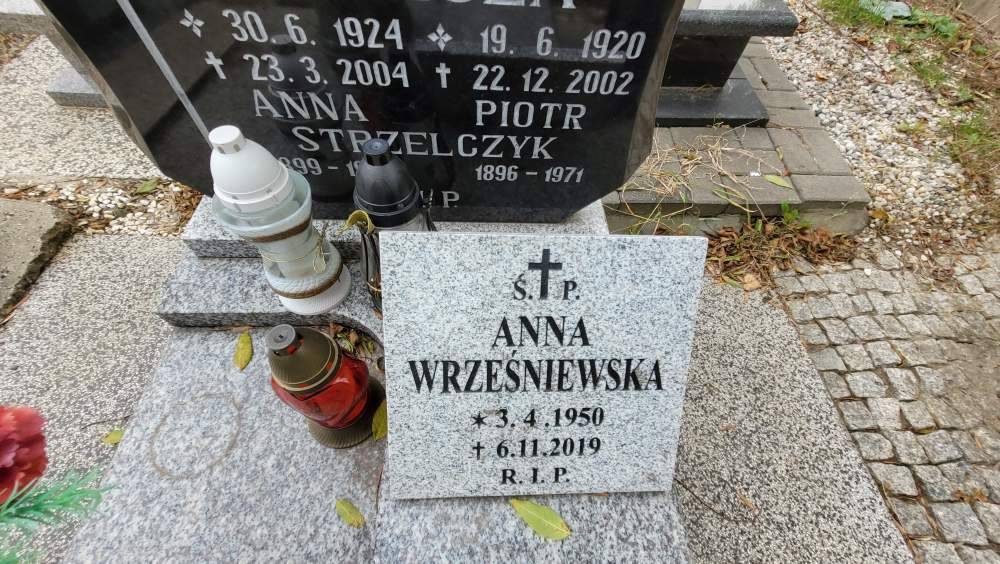 30. 6. 1924 19. 6. 1920
23. 3. 2004 22. 12. 2002
ANNA PIOTR
STRZELCZYK
1896 - 1971
P
Ś. P.
ANNA
WRZEŚNIEWSKA
3. 4. 1950
6.11.2019
R. I. P.